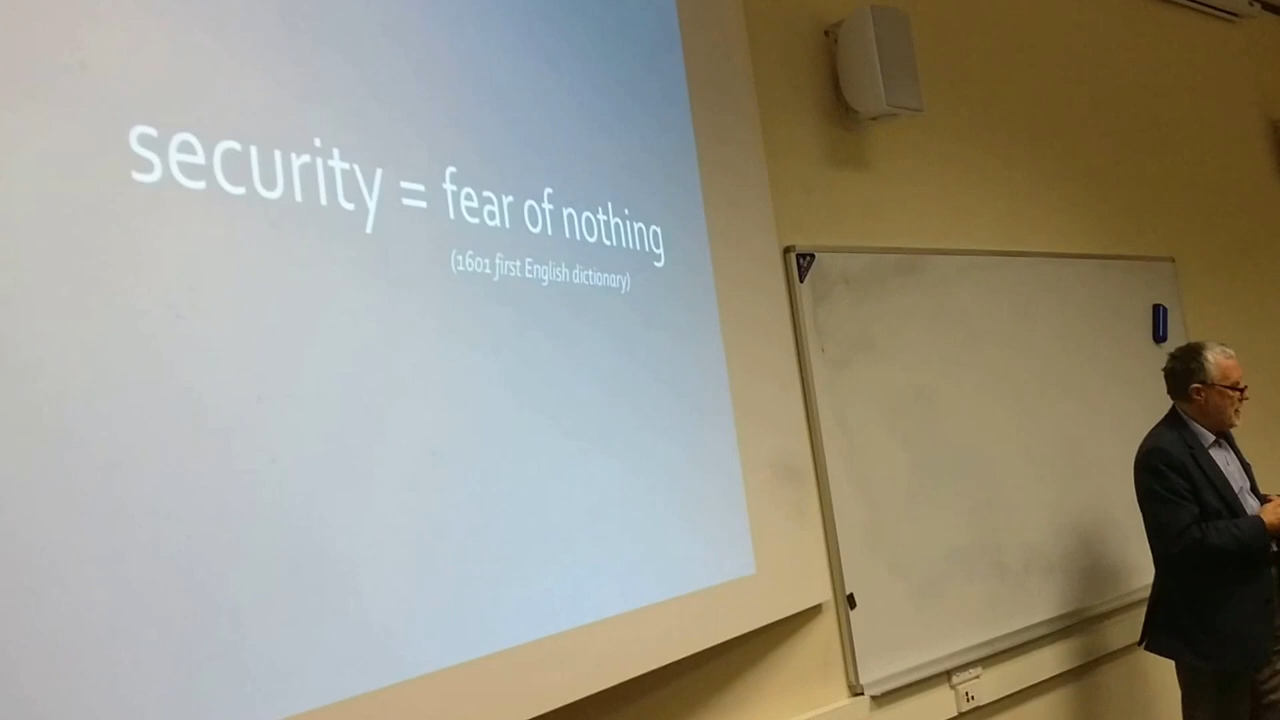 security = fear of nothing
(1601 first English dictionary)